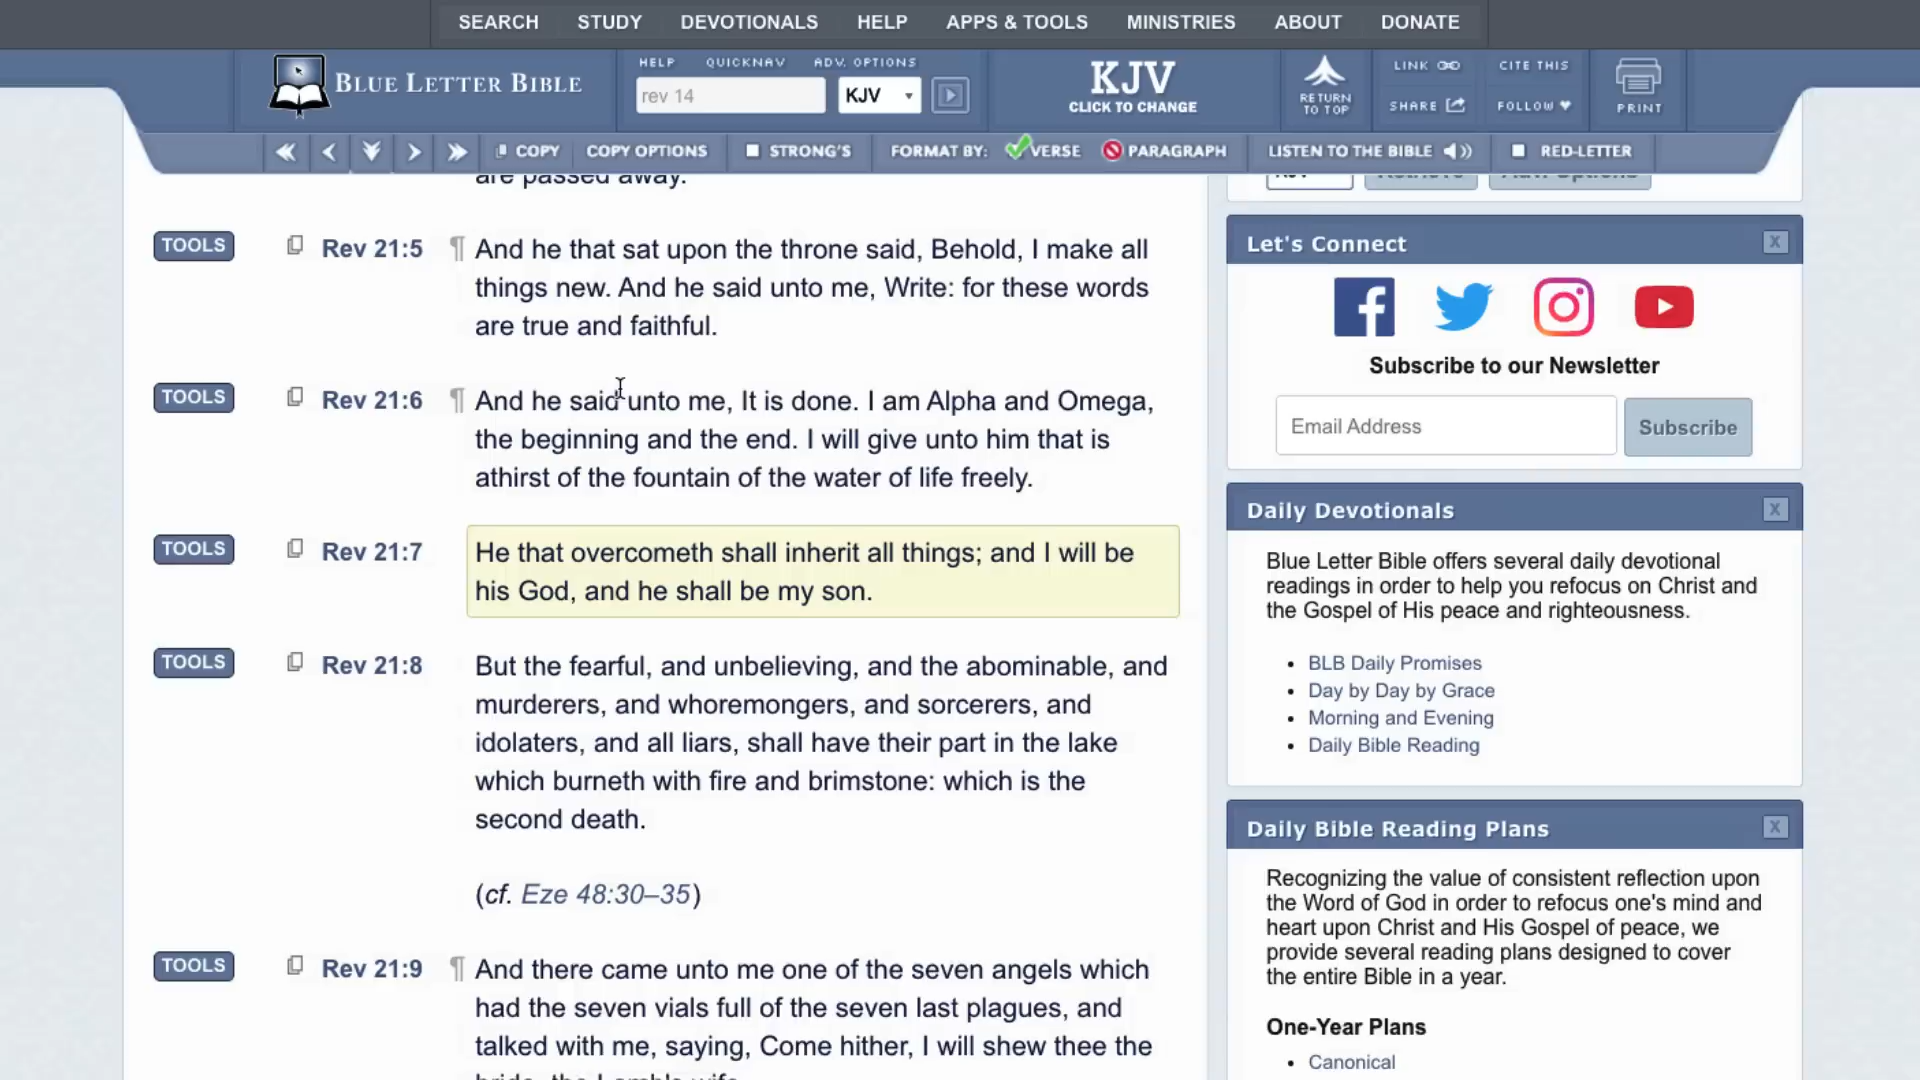 SEARCH STUDY DEVOTIONALS HELP APPS & TOOLS MINISTRIES ABOUT DONATE
BLUE LETTER BIBLE
HELP QUICKNAV ADV. OPTIONS
rev 14 KJV
KJV
CLICK TO CHANGE
RETURN
TO TOP
LINK
SHARE
CITE THIS
FOLLOW
PRINT
COPY COPY OPTIONS STRONG'S FORMAT BY: VERSE PARAGRAPH LISTEN TO THE BIBLE RED-LETTER
are passed away.
TOOLS Rev 21:5 ¶ And he that sat upon the throne said, Behold, I make all
things new. And he said unto me, Write: for these words
are true and faithful.
TOOLS Rev 21:6 ¶ And he said unto me, It is done. I am Alpha and Omega,
the beginning and the end. I will give unto him that is
athirst of the fountain of the water of life freely.
TOOLS Rev 21:7 He that overcometh shall inherit all things; and I will be
his God, and he shall be my son.
TOOLS Rev 21:8 But the fearful, and unbelieving, and the abominable, and
murderers, and whoremongers, and sorcerers, and
idolaters, and all liars, shall have their part in the lake
which burneth with fire and brimstone: which is the
second death.
(cf. Eze 48:30–35)
TOOLS Rev 21:9 ¶ And there came unto me one of the seven angels which
had the seven vials full of the seven last plagues, and
talked with me, saying, Come hither, I will shew thee the
bride, the Lamb's wife.
KJV Retrieve Adv. Options
Let's Connect X
Subscribe to our Newsletter
Email Address Subscribe
Daily Devotionals X
Blue Letter Bible offers several daily devotional
readings in order to help you refocus on Christ and
the Gospel of His peace and righteousness.
• BLB Daily Promises
• Day by Day by Grace
• Morning and Evening
• Daily Bible Reading
Daily Bible Reading Plans X
Recognizing the value of consistent reflection upon
the Word of God in order to refocus one's mind and
heart upon Christ and His Gospel of peace, we
provide several reading plans designed to cover
the entire Bible in a year.
One-Year Plans
• Canonical